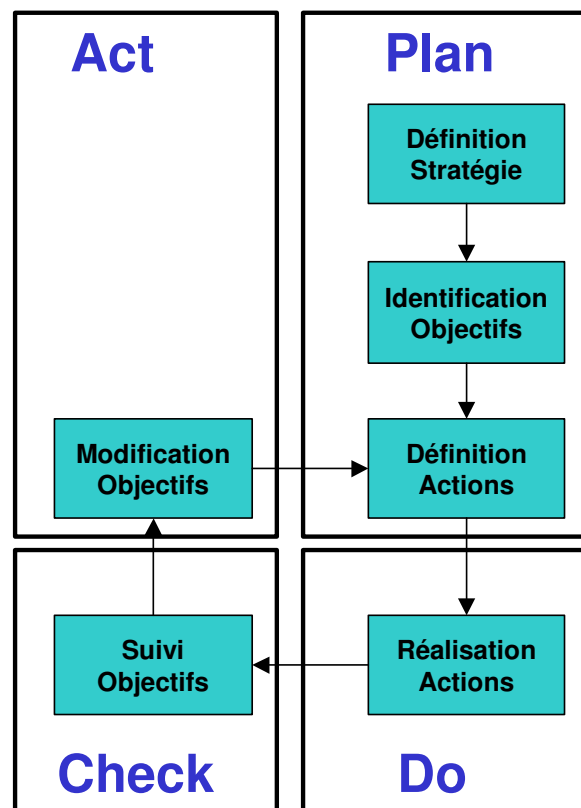 Act
Plan
Définition
Stratégie
Identification
Objectifs
Modification
Objectifs
Définition
Actions
Suivi
Objectifs
Réalisation
Actions
Check
Do